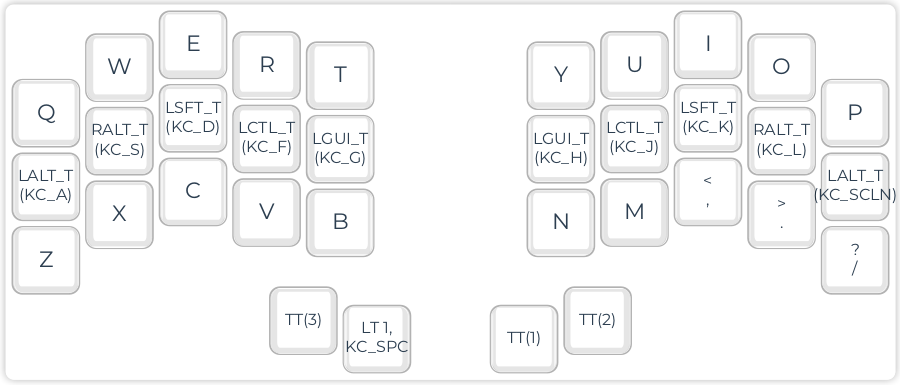 Q
W
E
R
T
Y
U
I
O
P
LALT_T
(KC_A)
RALT_T
(KC_S)
LSFT_T
(KC_D)
LCTL_T
(KC_F)
LGUI_T
(KC_G)
LGUI_T
(KC_H)
LCTL_T
(KC_J)
LSFT_T
(KC_K)
RALT_T
(KC_L)
LALT_T
(KC_SCLN)
Z
X
C
V
B
N
M
<
,
>
.
?
/
TT(3)
LT 1,
KC_SPC
TT(1)
TT(2)